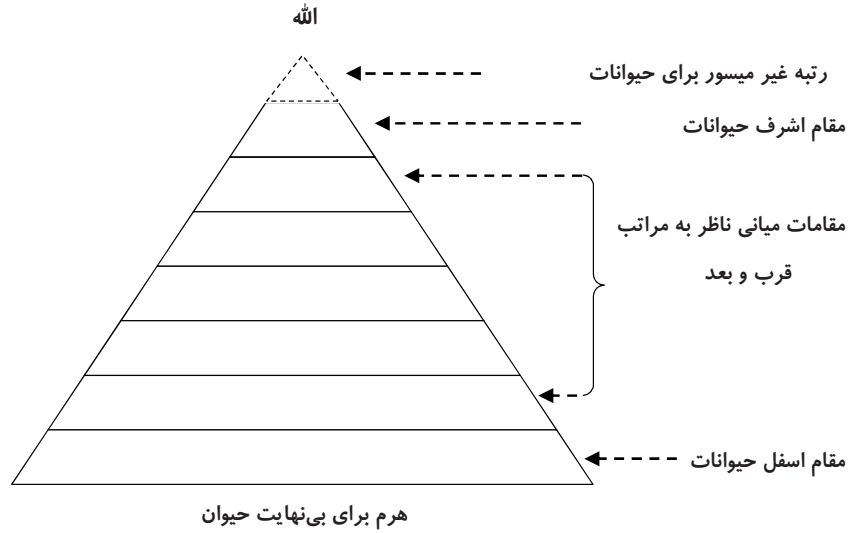 الله
رتبه غیر میسور برای حیوانات
مقام اشرف حیوانات
مقامات میانی ناظر به مراتب
قرب و بعد
مقام اسفل حیوانات
هرم برای بی‌نهایت حیوان